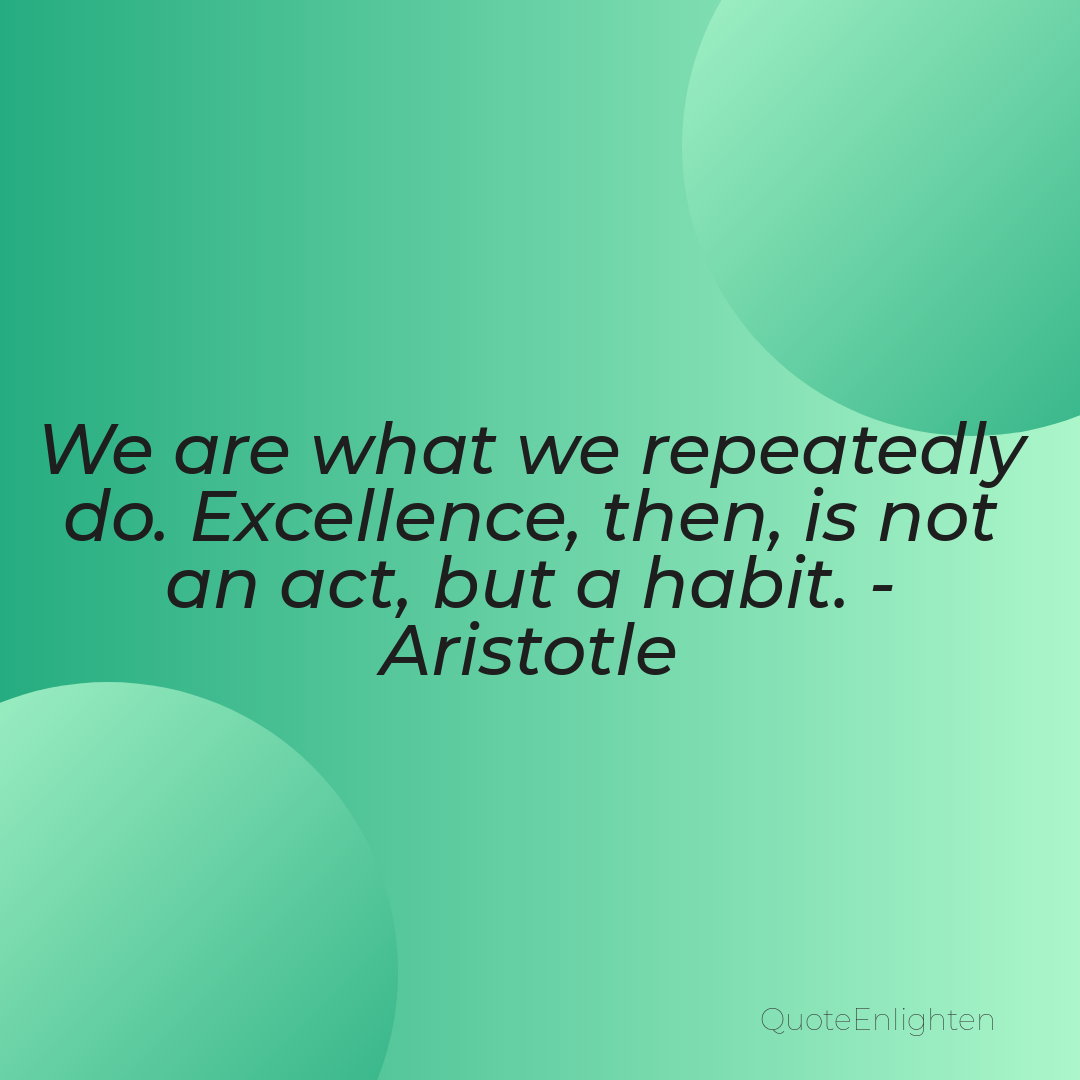 We are what we repeatedly
do. Excellence, then, is not
an act, but a habit. -
Aristotle
QuoteEnlighten